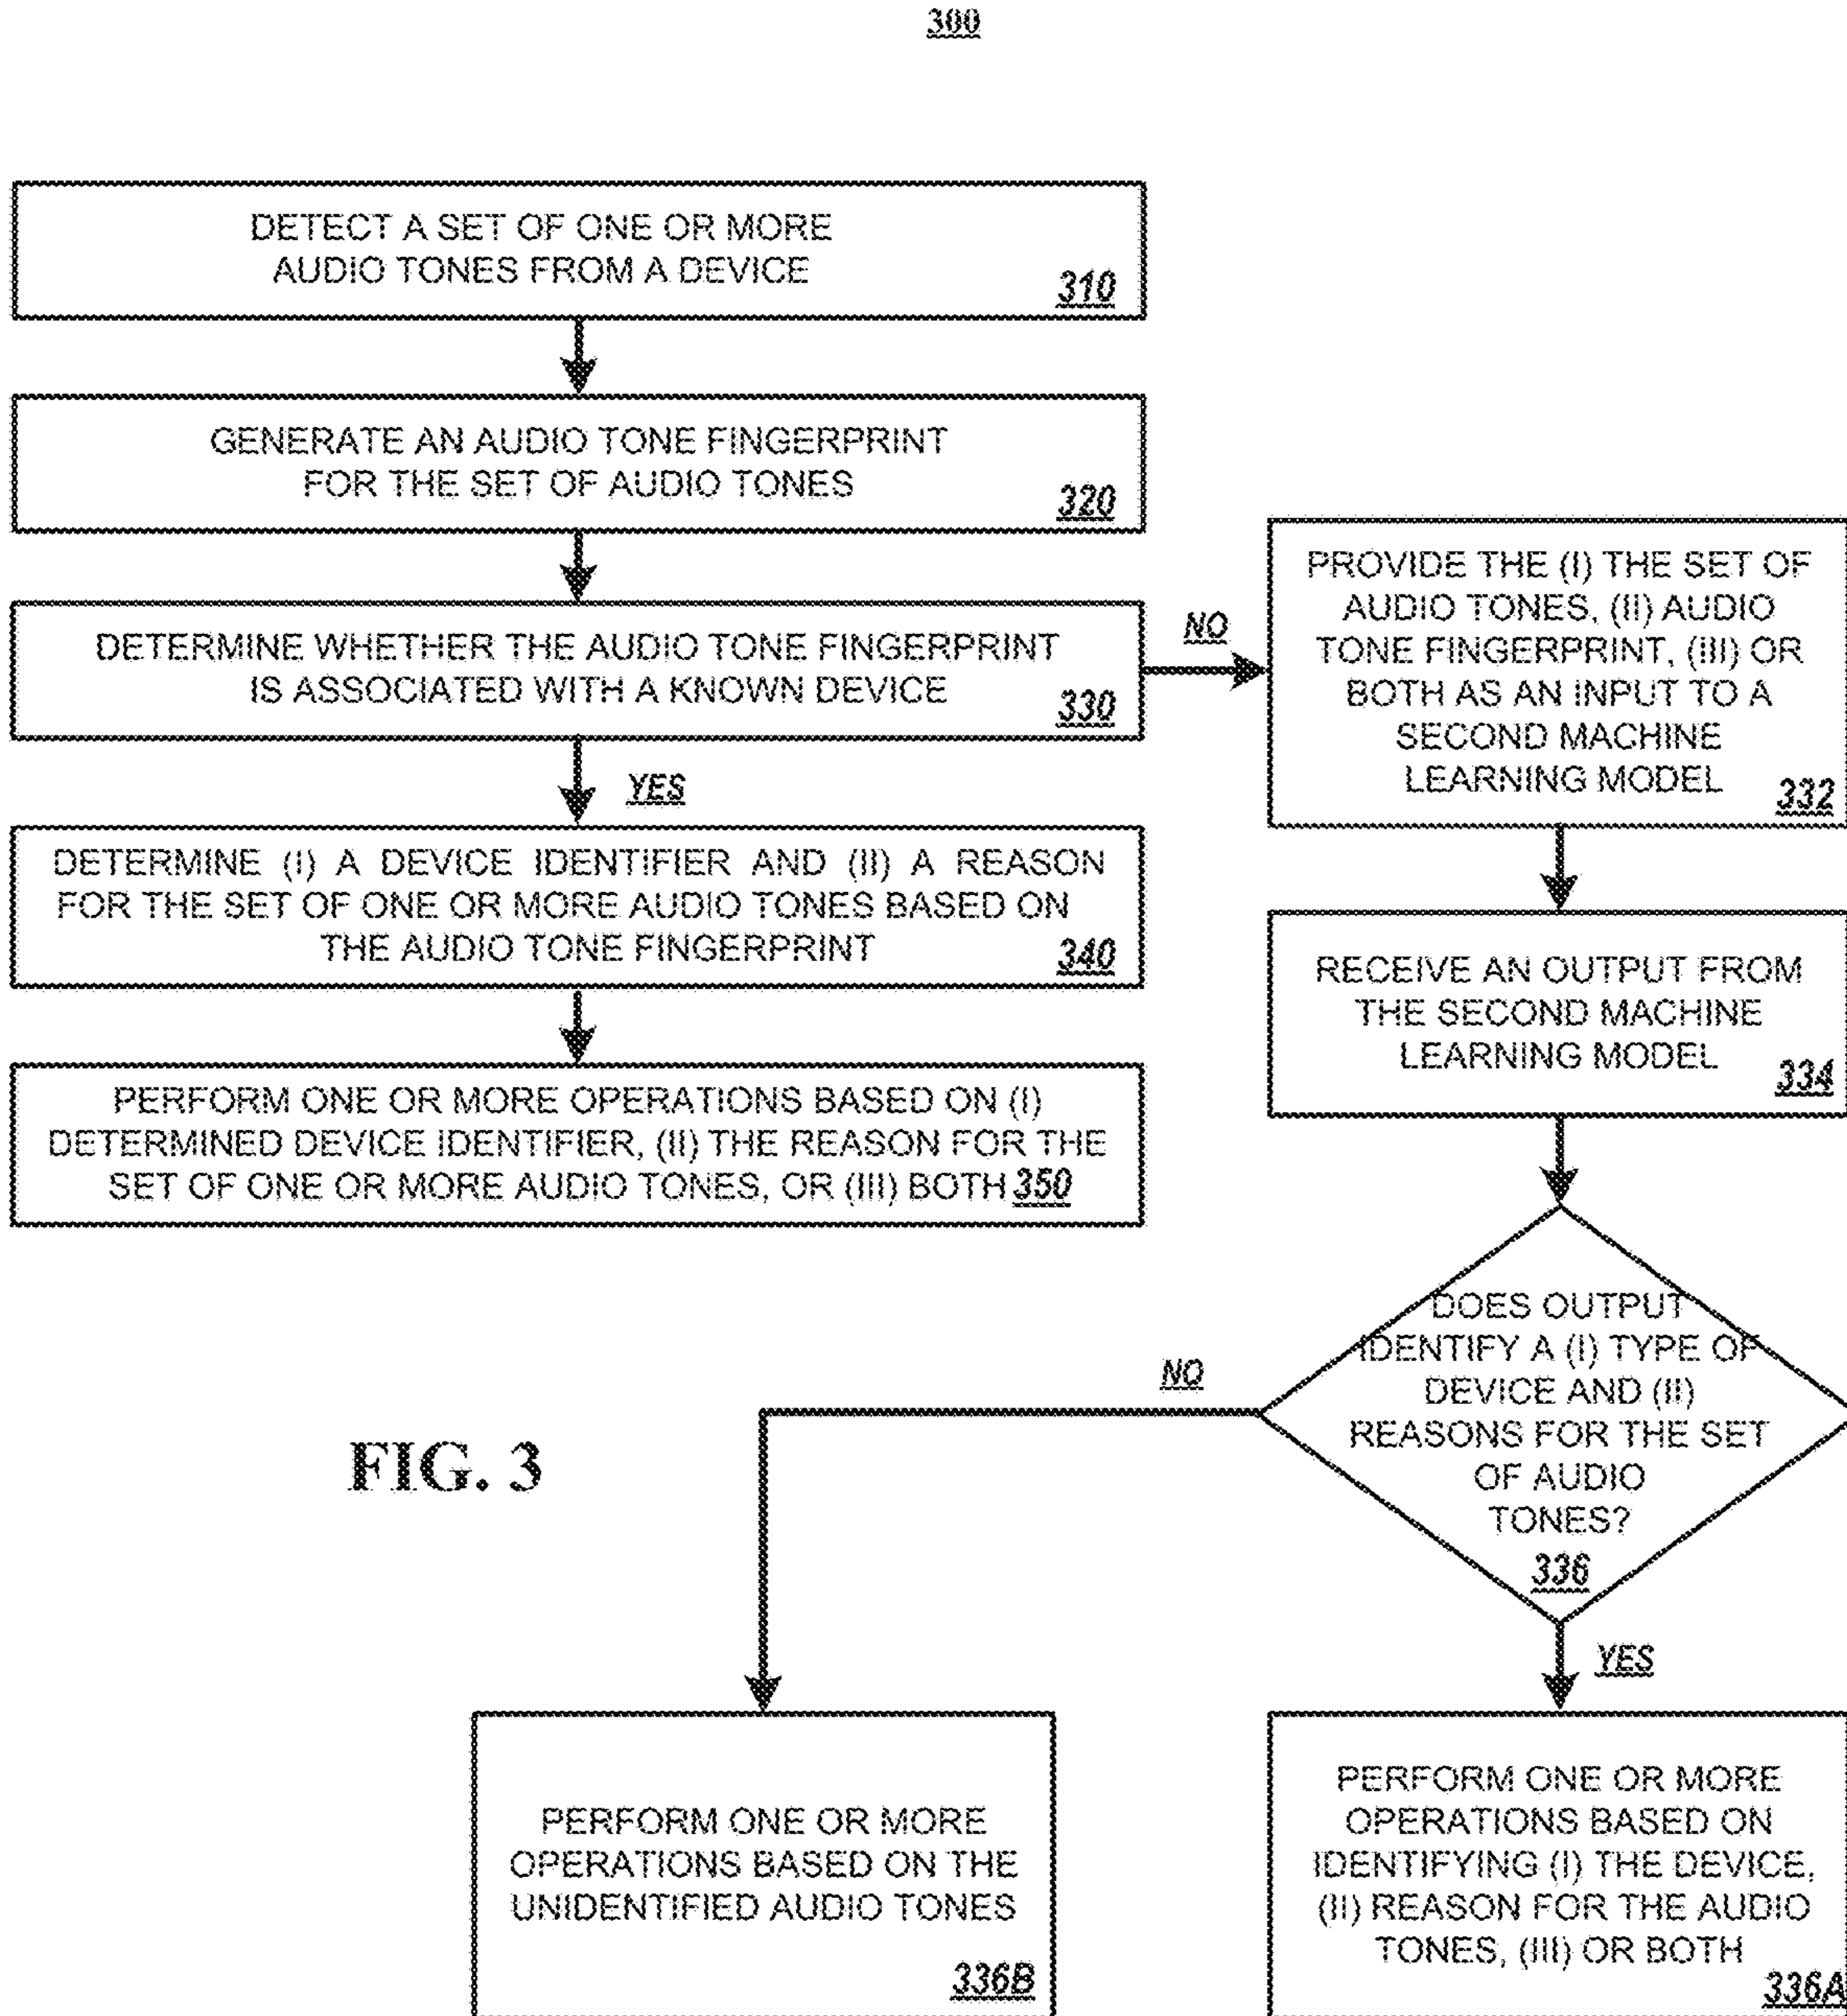 300
DETECT A SET OF ONE OR MORE
AUDIO TONES FROM A DEVICE
310
GENERATE AN AUDIO TONE FINGERPRINT
FOR THE SET OF AUDIO TONES
320
DETERMINE WHETHER THE AUDIO TONE FINGERPRINT
IS ASSOCIATED WITH A KNOWN DEVICE
330
NO
PROVIDE THE (I) THE SET OF
AUDIO TONES, (II) AUDIO
TONE FINGERPRINT, (III) OR
BOTH AS AN INPUT TO A
SECOND MACHINE
LEARNING MODEL
332
YES
DETERMINE (I) A DEVICE IDENTIFIER AND (II) A REASON
FOR THE SET OF ONE OR MORE AUDIO TONES BASED ON
THE AUDIO TONE FINGERPRINT
340
RECEIVE AN OUTPUT FROM
THE SECOND MACHINE
LEARNING MODEL
334
PERFORM ONE OR MORE OPERATIONS BASED ON (I)
DETERMINED DEVICE IDENTIFIER, (II) THE REASON FOR THE
SET OF ONE OR MORE AUDIO TONES, OR (III) BOTH 350
DOES OUTPUT
IDENTIFY A (I) TYPE OF
DEVICE AND (II)
REASONS FOR THE SET
OF AUDIO
TONES?
336
NO
FIG. 3
YES
PERFORM ONE OR MORE
OPERATIONS BASED ON THE
UNIDENTIFIED AUDIO TONES
336B
PERFORM ONE OR MORE
OPERATIONS BASED ON
IDENTIFYING (I) THE DEVICE,
(II) REASON FOR THE AUDIO
TONES, (III) OR BOTH
336A